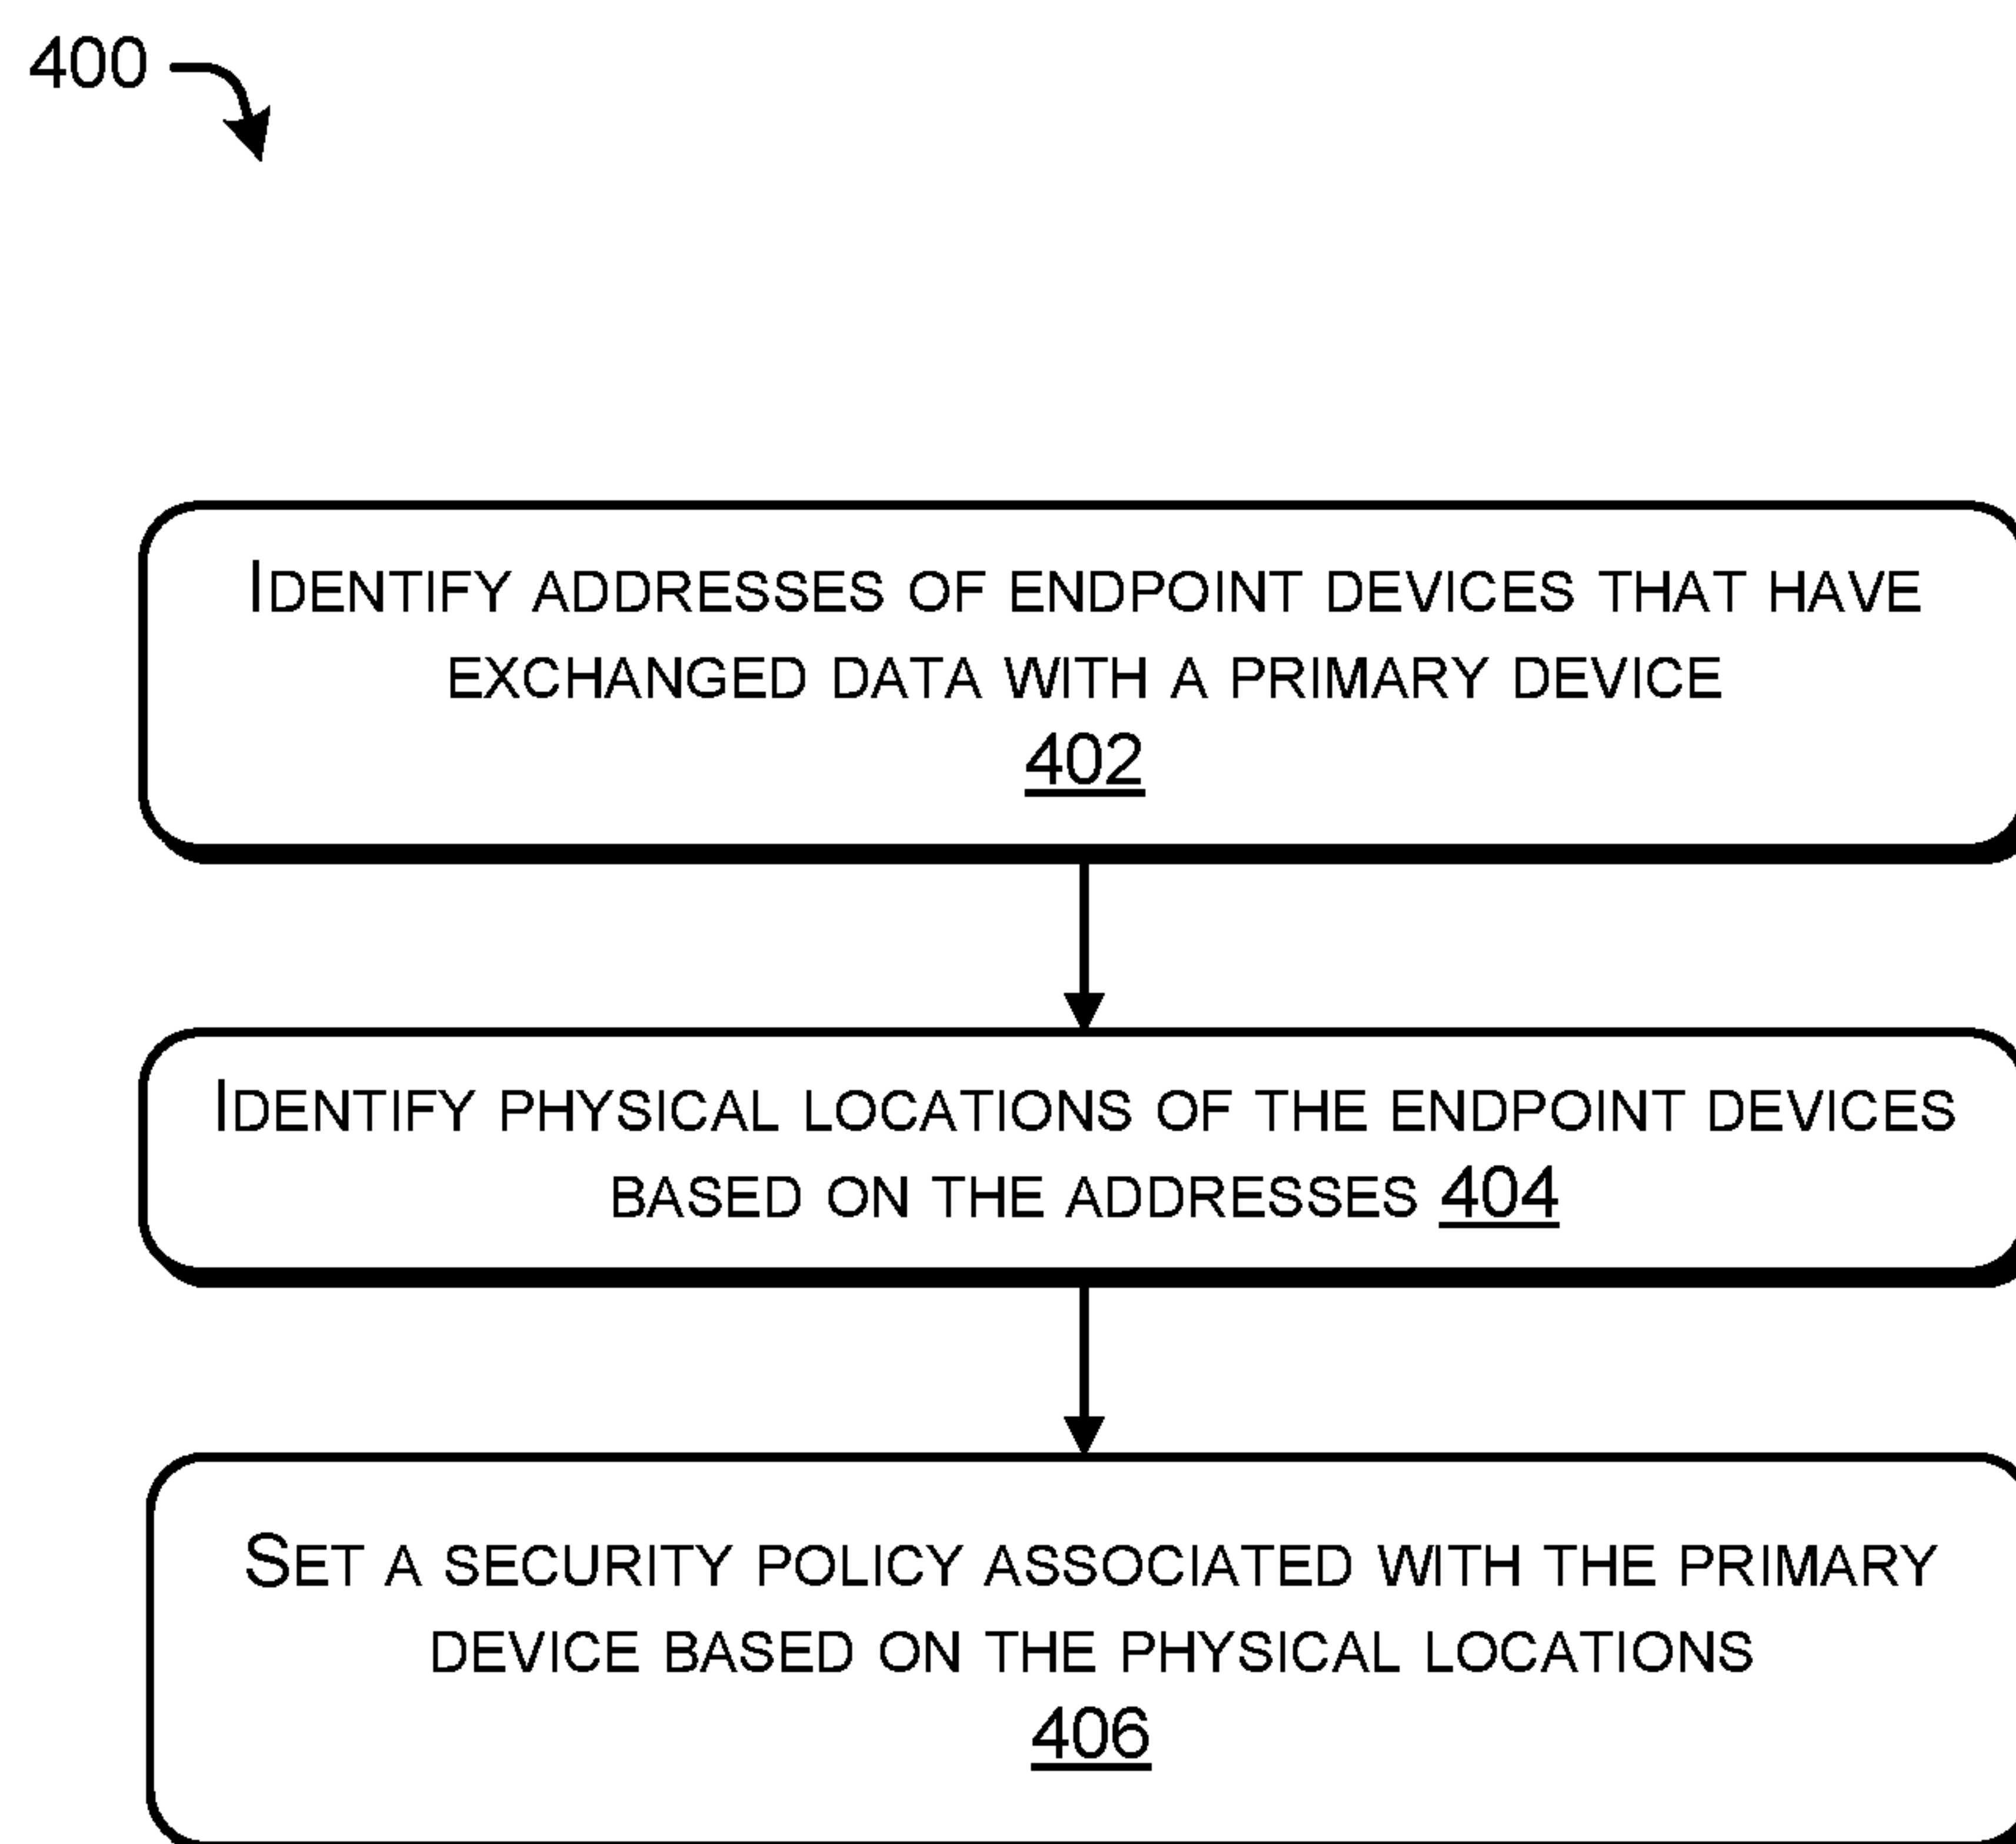 400
IDENTIFY ADDRESSES OF ENDPOINT DEVICES THAT HAVE
EXCHANGED DATA WITH A PRIMARY DEVICE
402
IDENTIFY PHYSICAL LOCATIONS OF THE ENDPOINT DEVICES
BASED ON THE ADDRESSES 404
SET A SECURITY POLICY ASSOCIATED WITH THE PRIMARY
DEVICE BASED ON THE PHYSICAL LOCATIONS
406